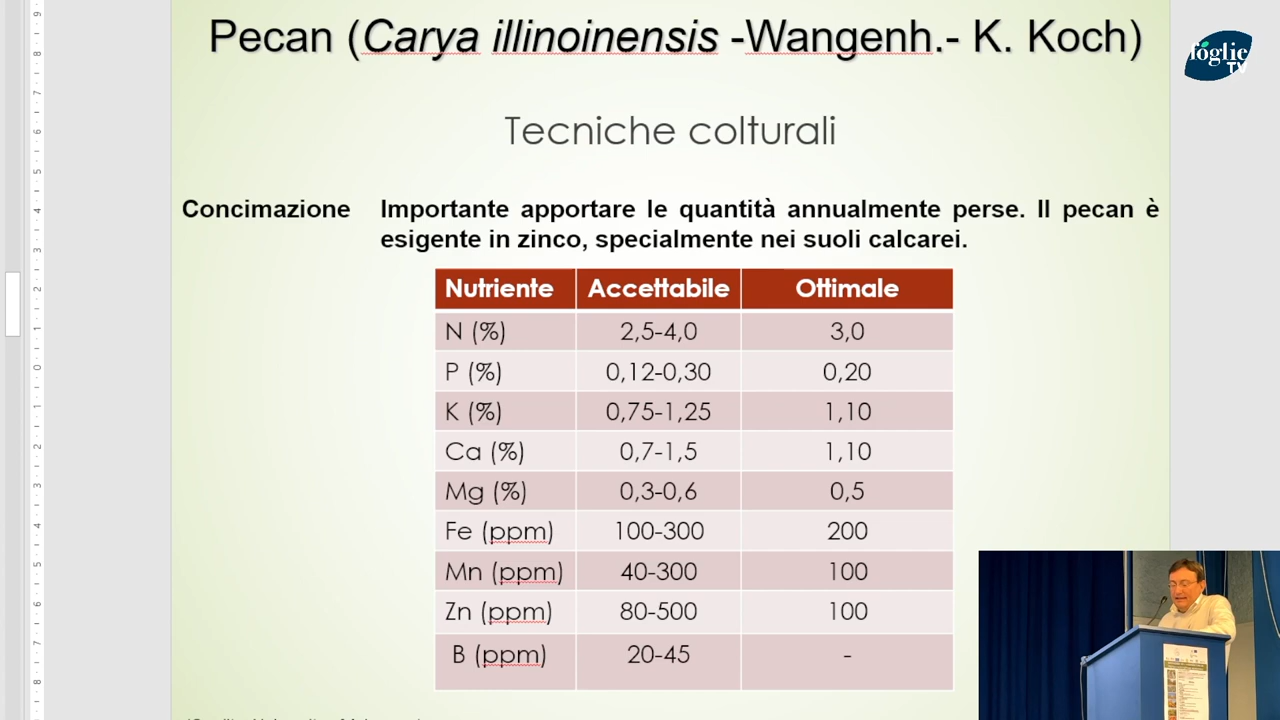 Pecan (Carya illinoinensis -Wangenh.- K. Koch)
foglie
TV
Tecniche colturali
Concimazione Importante apportare le quantità annualmente perse. Il pecan è
esigente in zinco, specialmente nei suoli calcarei.
Nutriente Accettabile Ottimale
N (%) 2,5-4,0 3,0
P (%) 0,12-0,30 0,20
K (%) 0,75-1,25 1,10
Ca (%) 0,7-1,5 1,10
Mg (%) 0,3-0,6 0,5
Fe (ppm) 100-300 200
Mn (ppm) 40-300 100
Zn (ppm) 80-500 100
B (ppm) 20-45 -